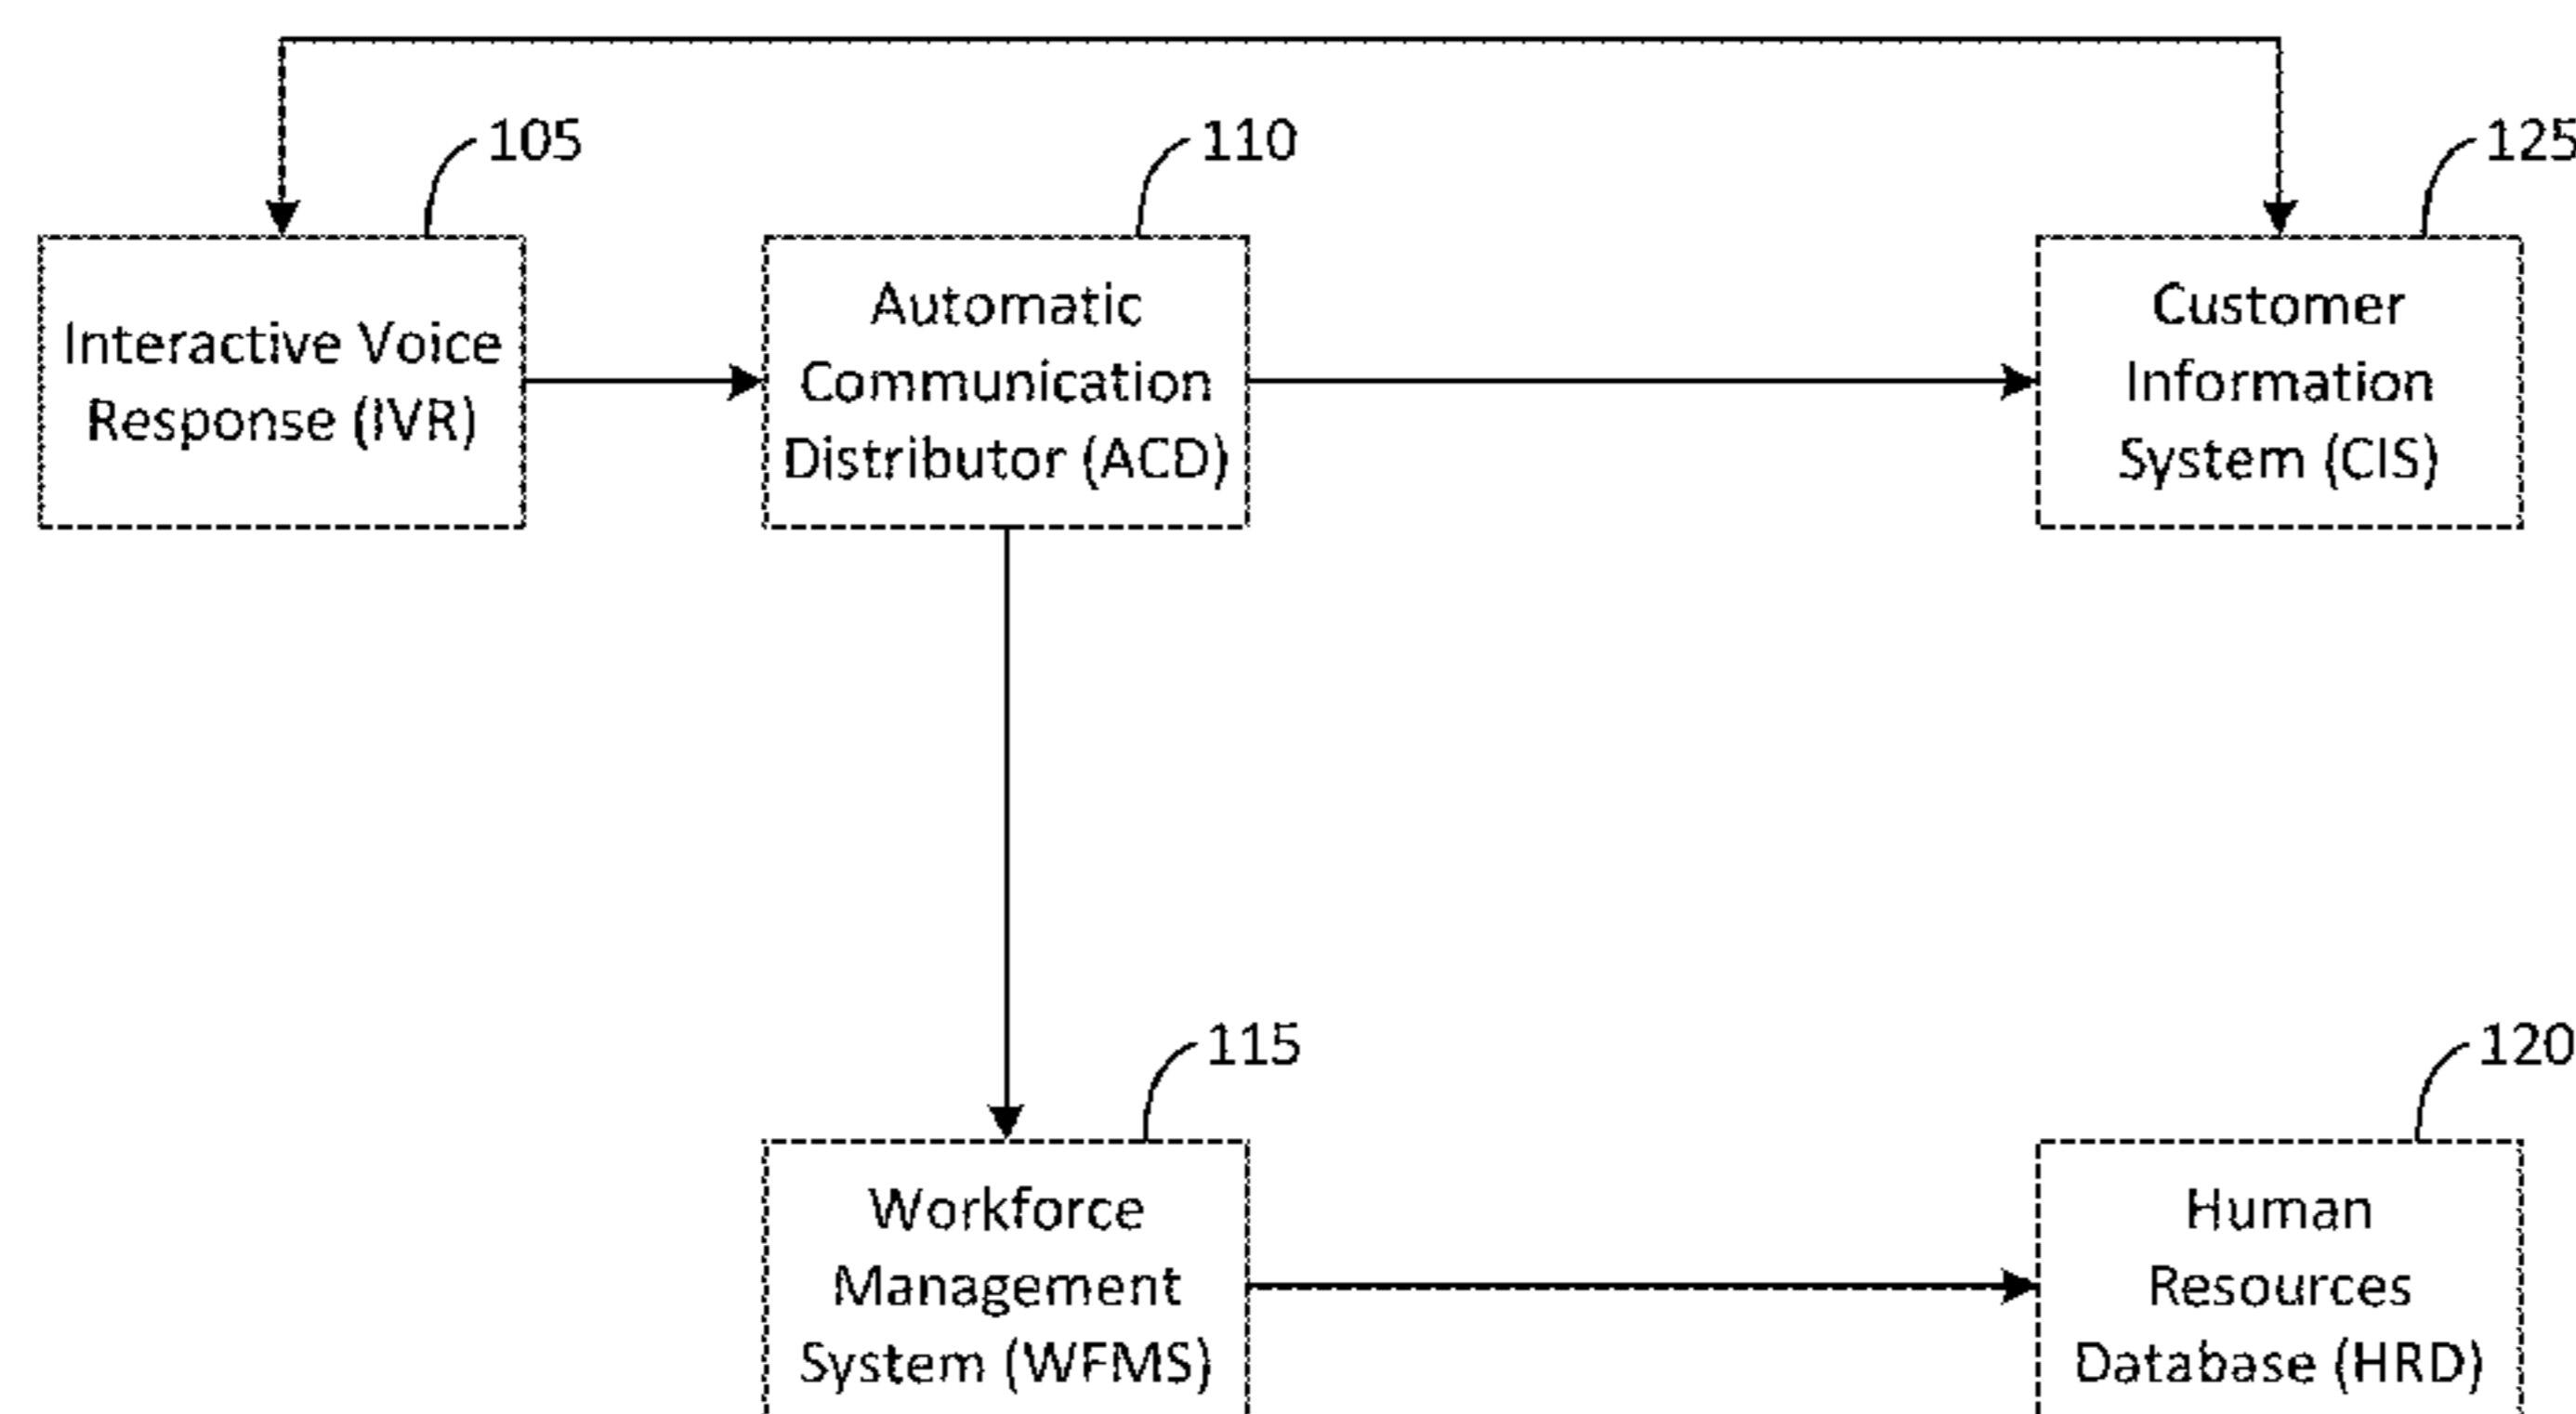 105
110
125
Interactive Voice
Response (IVR)
Automatic
Communication
Distributor (ACD)
Customer
Information
System (CIS)
115
120
Workforce
Management
System (WFMS)
Human
Resources
Database (HRD)